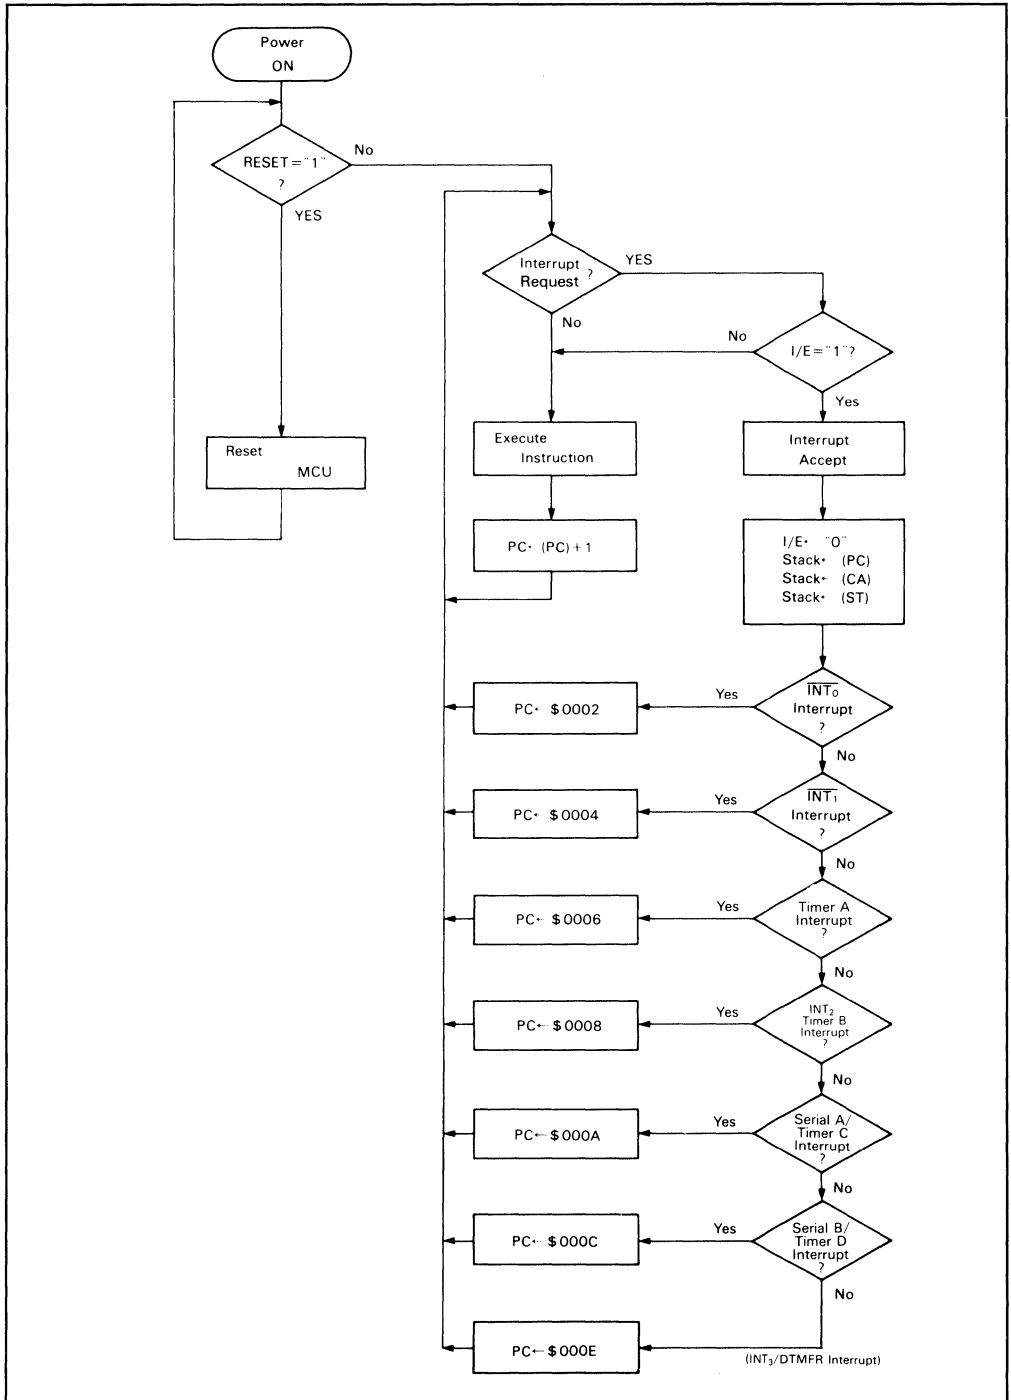 Power
ON
RESET="1"
?
No
YES
Interrupt
Request ?
YES
No
No
I/E="1"?
Yes
Reset
MCU
Execute
Instruction
Interrupt
Accept
PC← (PC)+1
I/E← "0"
Stack← (PC)
Stack← (CA)
Stack← (ST)
PC← $0002
Yes
INT0
Interrupt
?
No
PC← $0004
Yes
INT1
Interrupt
?
No
PC← $0006
Yes
Timer A
Interrupt
?
No
PC← $0008
Yes
INT2
Timer B
Interrupt
?
No
PC← $000A
Yes
Serial A/
Timer C
Interrupt
?
No
PC← $000C
Yes
Serial B/
Timer D
Interrupt
?
No
PC← $000E
(INT3/DTMFR Interrupt)